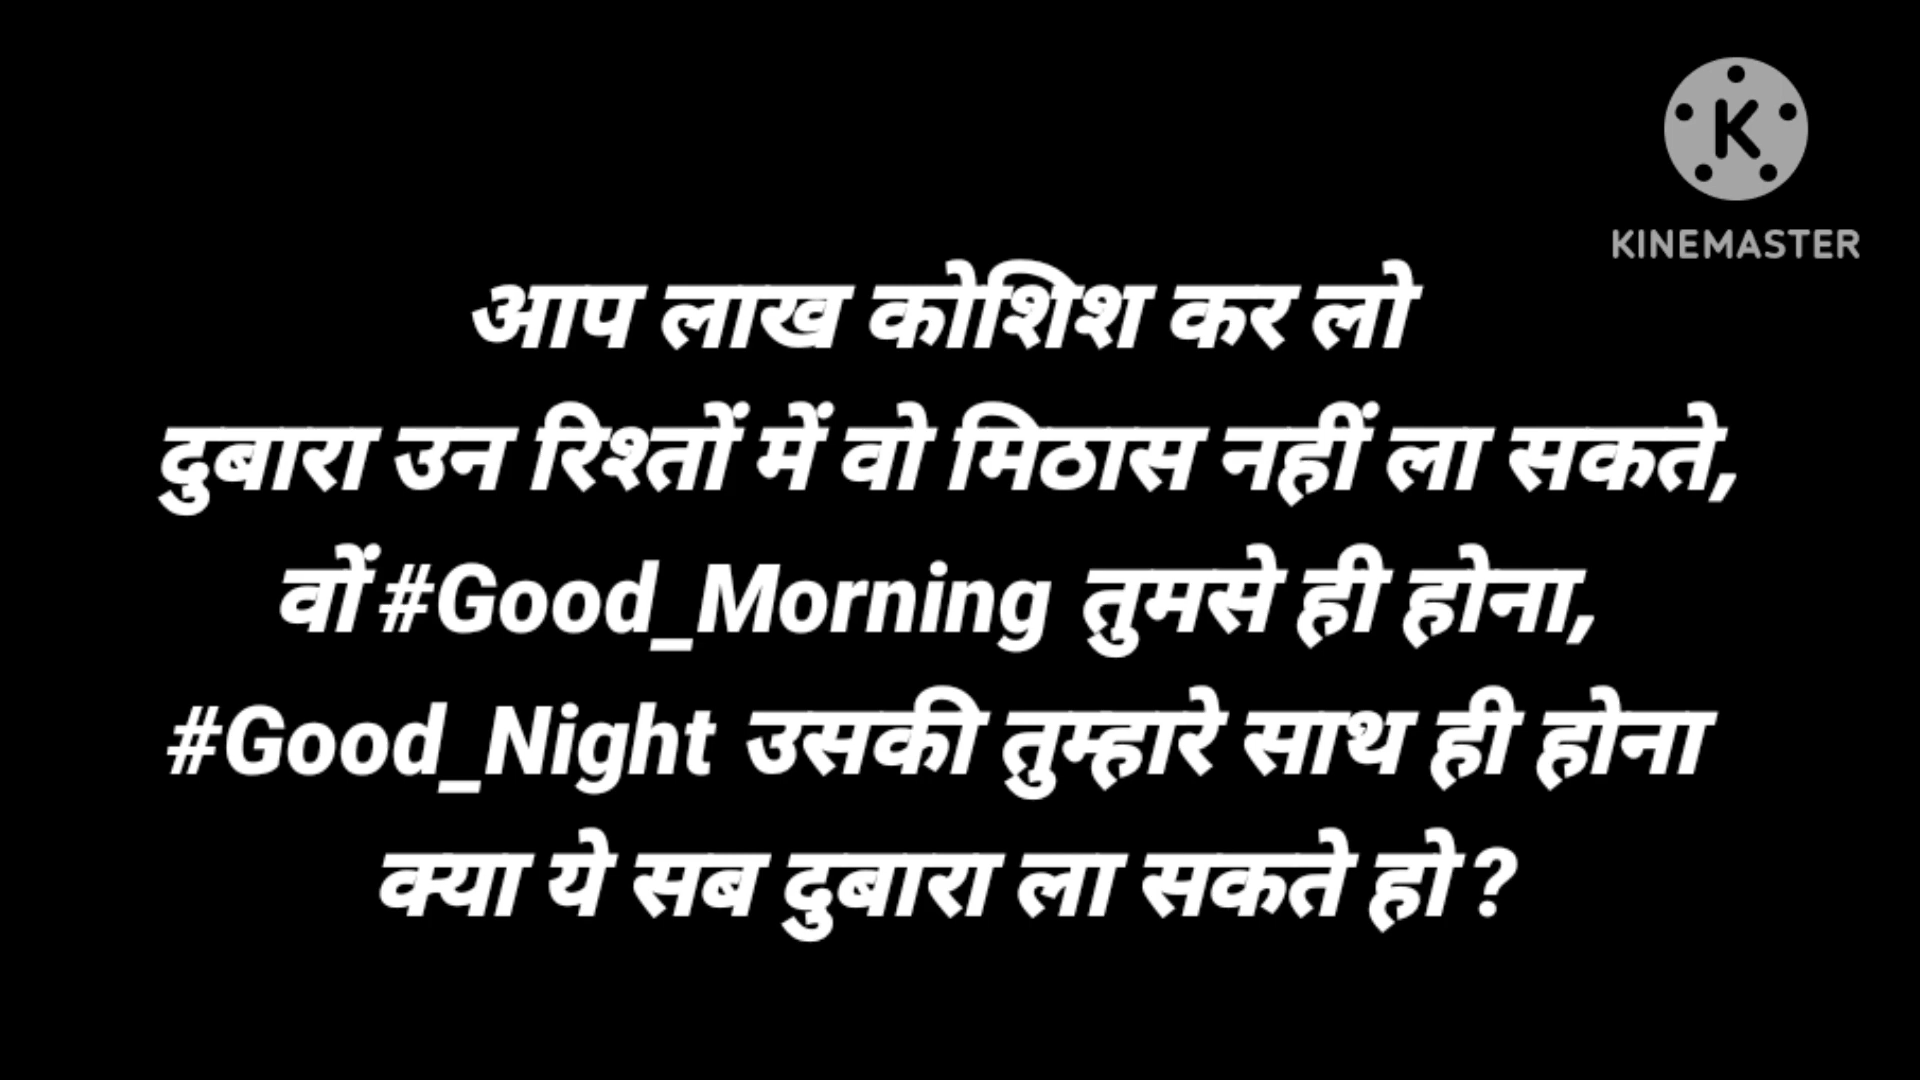 K
KINEMASTER
आप लाख कोशिश कर लो
दुबारा उन रिश्तों में वो मिठास नहीं ला सकते,
वों #Good_Morning तुमसे ही होना,
#Good_Night उसकी तुम्हारे साथ ही होना
क्या ये सब दुबारा ला सकते हो ?